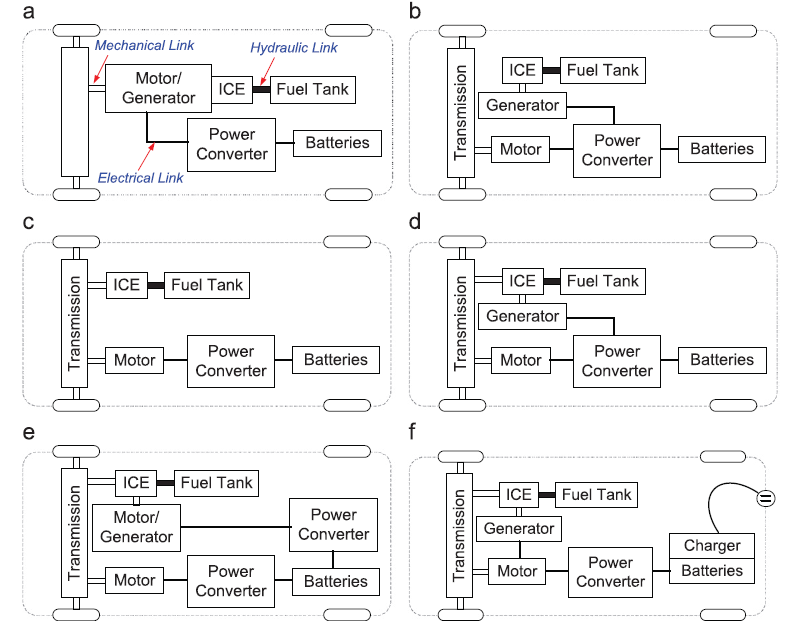 a
Mechanical Link
Hydraulic Link
Motor/
Generator
ICE
Fuel Tank
Power
Converter
Batteries
Electrical Link
b
Transmission
ICE
Fuel Tank
Generator
Motor
Power
Converter
Batteries
c
Transmission
ICE
Fuel Tank
Motor
Power
Converter
Batteries
d
Transmission
ICE
Fuel Tank
Generator
Motor
Power
Converter
Batteries
e
Transmission
ICE
Fuel Tank
Motor/
Generator
Power
Converter
Motor
Power
Converter
Batteries
f
Transmission
ICE
Fuel Tank
Generator
Motor
Power
Converter
Charger
Batteries